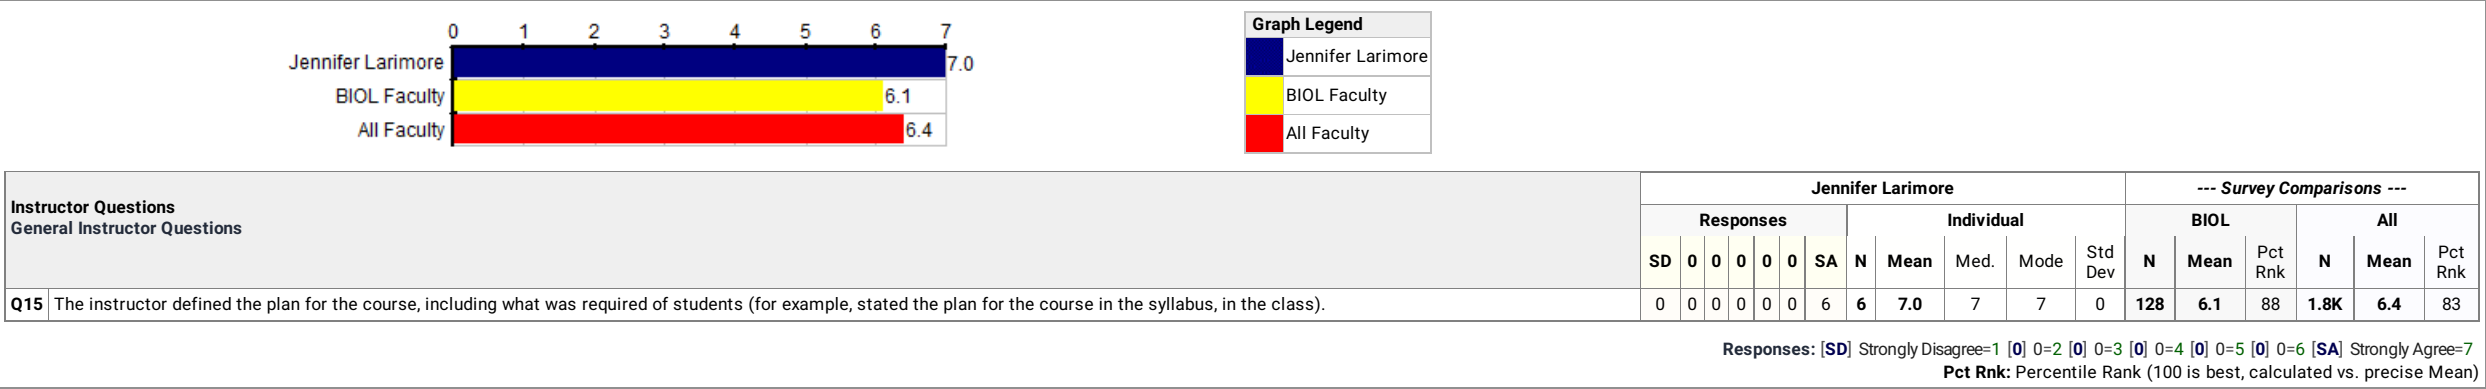 0 1 2 3 4 5 6 7
Jennifer Larimore 7.0
BIOL Faculty 6.1
All Faculty 6.4
Graph Legend
Jennifer Larimore
BIOL Faculty
All Faculty
Instructor Questions
General Instructor Questions
Jennifer Larimore --- Survey Comparisons ---
Responses Individual BIOL All
SD 0 0 0 0 0 SA N Mean Med. Mode Std Dev N Mean Pct Rnk N Mean Pct Rnk
Q15 The instructor defined the plan for the course, including what was required of students (for example, stated the plan for the course in the syllabus, in the class). 0 0 0 0 0 0 6 6 7.0 7 7 0 128 6.1 88 1.8K 6.4 83
Responses: [SD] Strongly Disagree=1 [0] 0=2 [0] 0=3 [0] 0=4 [0] 0=5 [0] 0=6 [SA] Strongly Agree=7
Pct Rnk: Percentile Rank (100 is best, calculated vs. precise Mean)